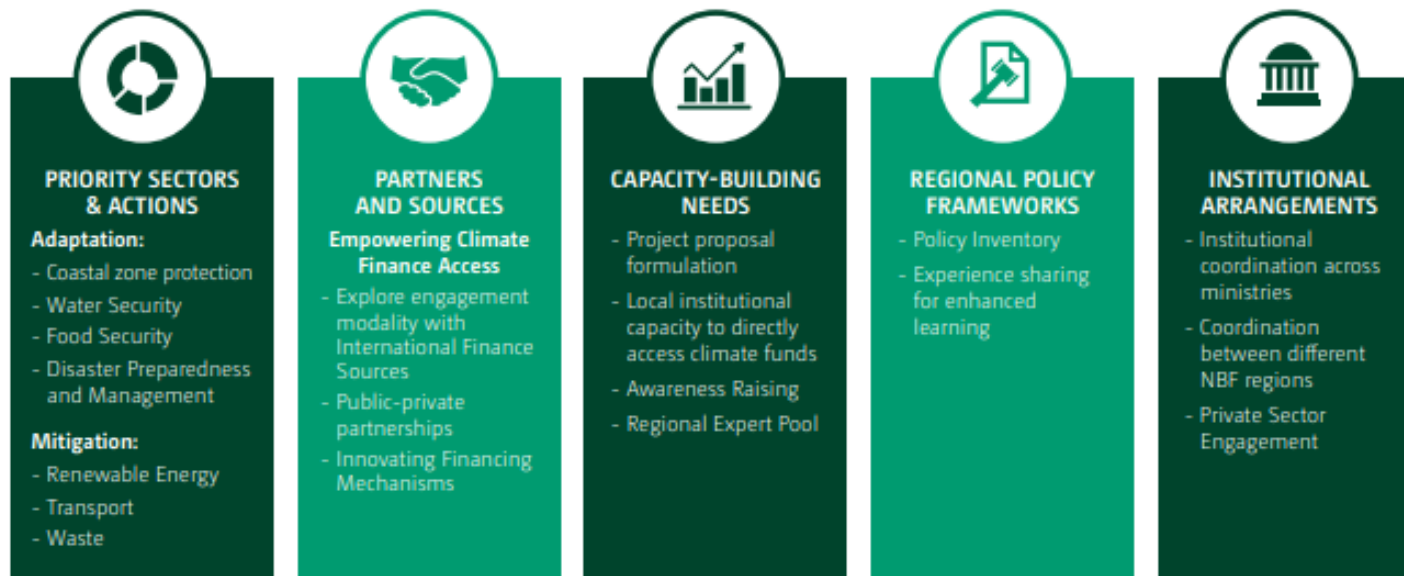 PRIORITY SECTORS
& ACTIONS
Adaptation:
- Coastal zone protection
- Water Security
- Food Security
- Disaster Preparedness
and Management
Mitigation:
- Renewable Energy
- Transport
- Waste
PARTNERS
AND SOURCES
Empowering Climate
Finance Access
- Explore engagement
modality with
International Finance
Sources
- Public-private
partnerships
- Innovating Financing
Mechanisms
CAPACITY-BUILDING
NEEDS
- Project proposal
formulation
- Local institutional
capacity to directly
access climate funds
- Awareness Raising
- Regional Expert Pool
REGIONAL POLICY
FRAMEWORKS
- Policy Inventory
- Experience sharing
for enhanced
learning
INSTITUTIONAL
ARRANGEMENTS
- Institutional
coordination across
ministries
- Coordination
between different
NBF regions
- Private Sector
Engagement